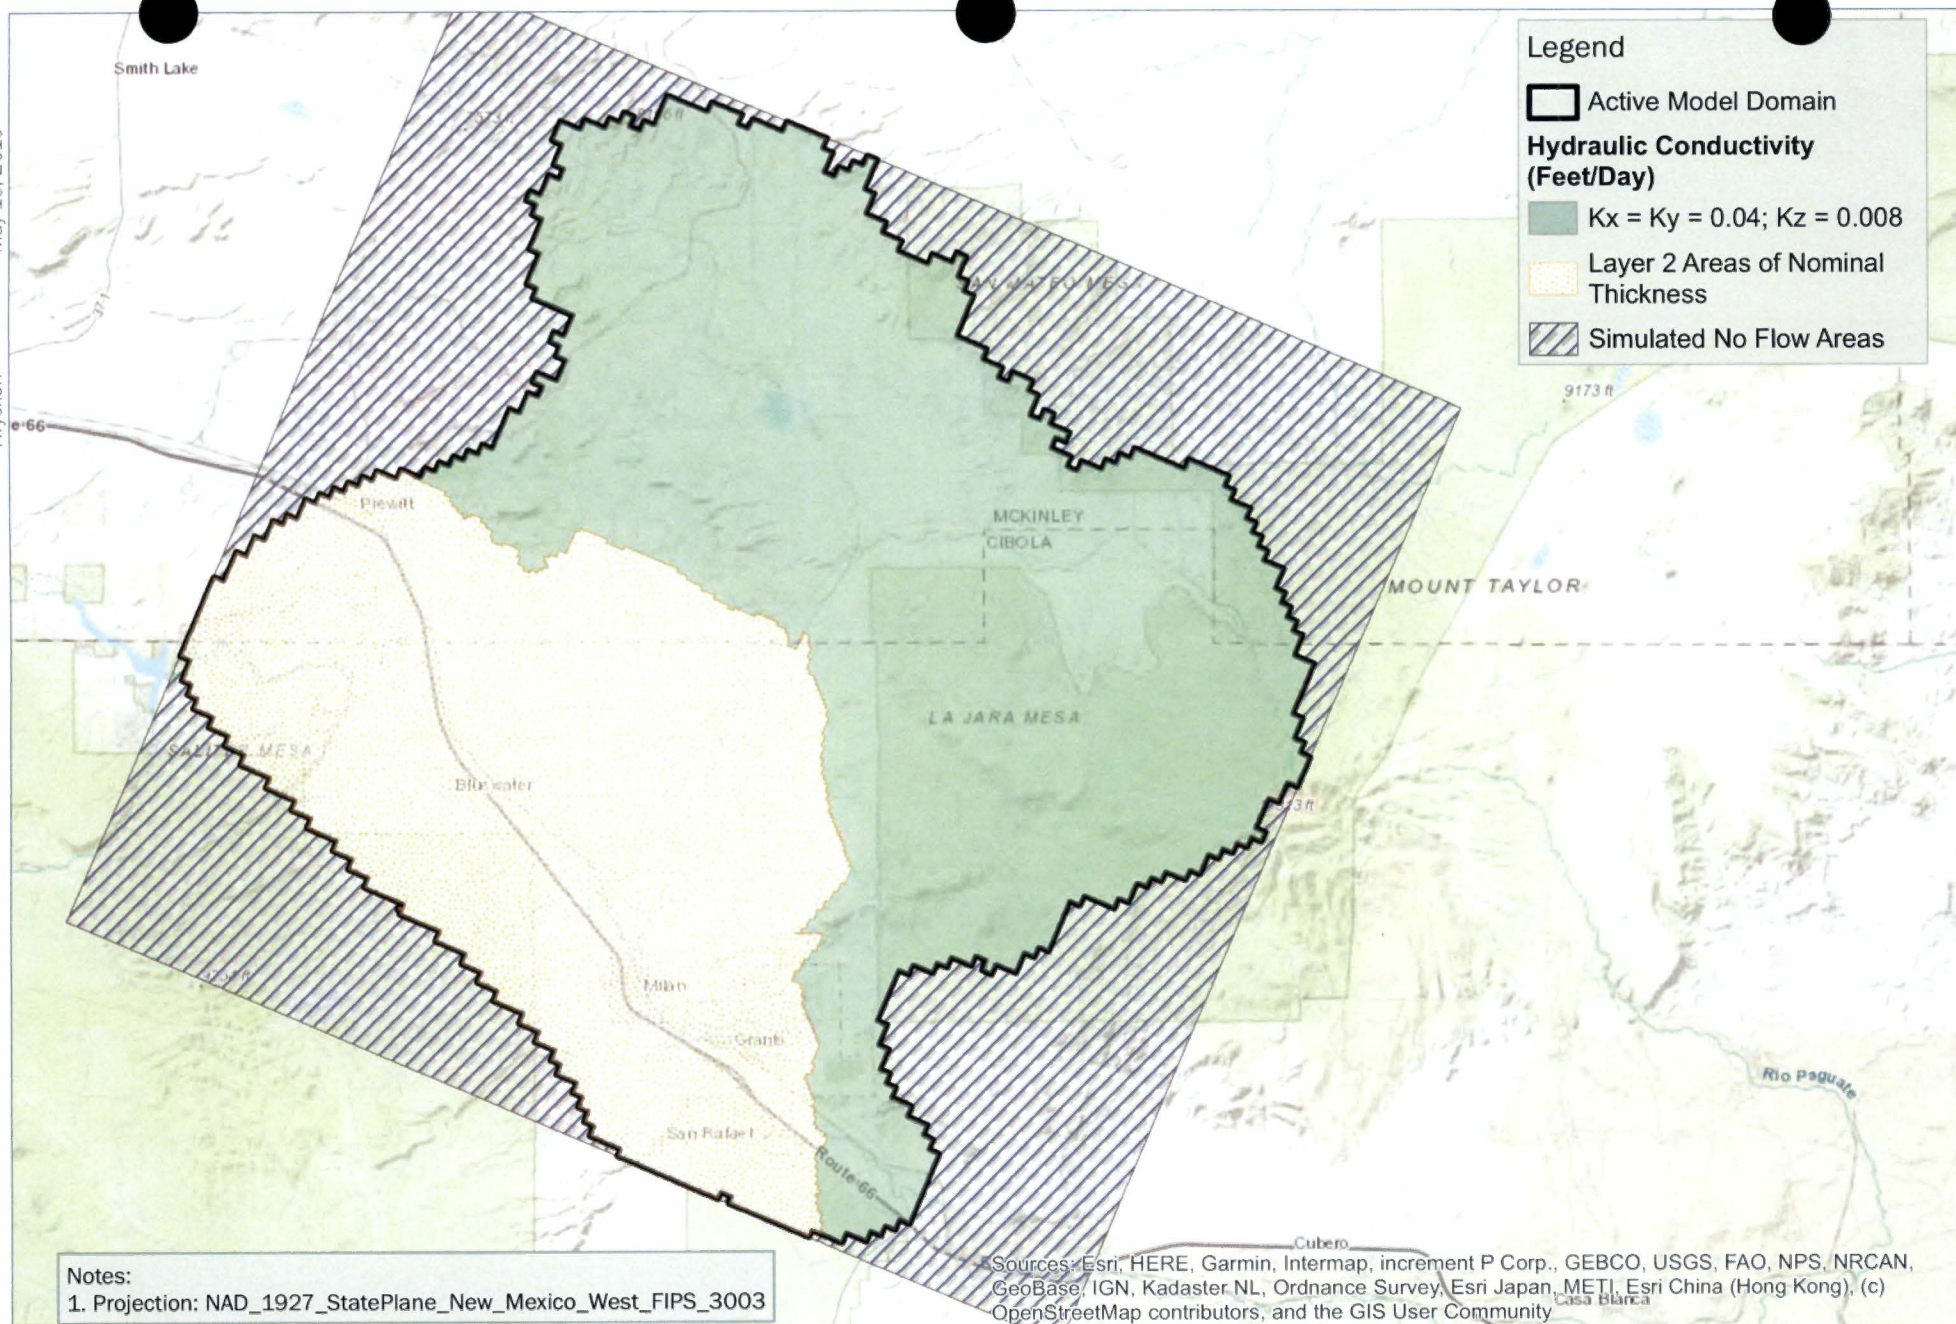 Smith Lake
Legend
Active Model Domain
Hydraulic Conductivity
(Feet/Day)
Kx = Ky = 0.04; Kz = 0.008
Layer 2 Areas of Nominal
Thickness
Simulated No Flow Areas
9173 ft
e 66
Prewitt
MCKINLEY
CIBOLA
MOUNT TAYLOR
LA JARA MESA
MESA
Bluewater
Milan
Grants
San Rafael
Route 66
Rio Paguate
Cubero
Casa Blanca
Notes:
1. Projection: NAD_1927_StatePlane_New_Mexico_West_FIPS_3003
Sources: Esri, HERE, Garmin, Intermap, increment P Corp., GEBCO, USGS, FAO, NPS, NRCAN,
GeoBase, IGN, Kadaster NL, Ordnance Survey, Esri Japan, METI, Esri China (Hong Kong), (c)
OpenStreetMap contributors, and the GIS User Community